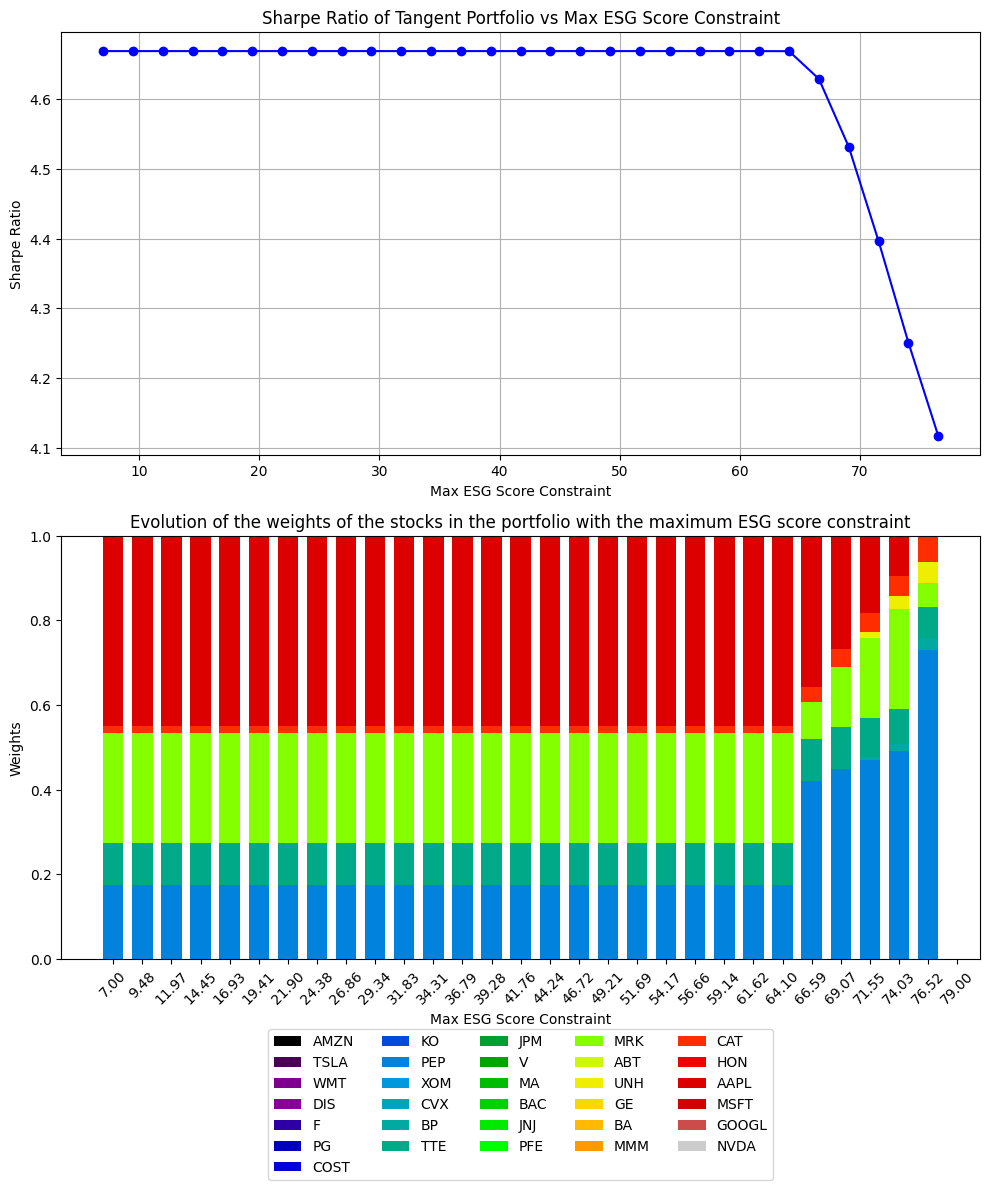 Sharpe Ratio of Tangent Portfolio vs Max ESG Score Constraint
Sharpe Ratio
4.6
4.5
4.4
4.3
4.2
4.1
10 20 30 40 50 60 70
Max ESG Score Constraint
Evolution of the weights of the stocks in the portfolio with the maximum ESG score constraint
Weights
1.0
0.8
0.6
0.4
0.2
0.0
7.00 9.48 11.97 14.45 16.93 19.41 21.90 24.38 26.86 29.34 31.83 34.31 36.79 39.28 41.76 44.24 46.72 49.21 51.69 54.17 56.66 59.14 61.62 64.10 66.59 69.07 71.55 74.03 76.52 79.00
Max ESG Score Constraint
AMZN KO JPM MRK CAT
TSLA PEP V ABT HON
WMT XOM MA UNH AAPL
DIS CVX BAC GE MSFT
F BP JNJ BA GOOGL
PG TTE PFE MMM NVDA
COST